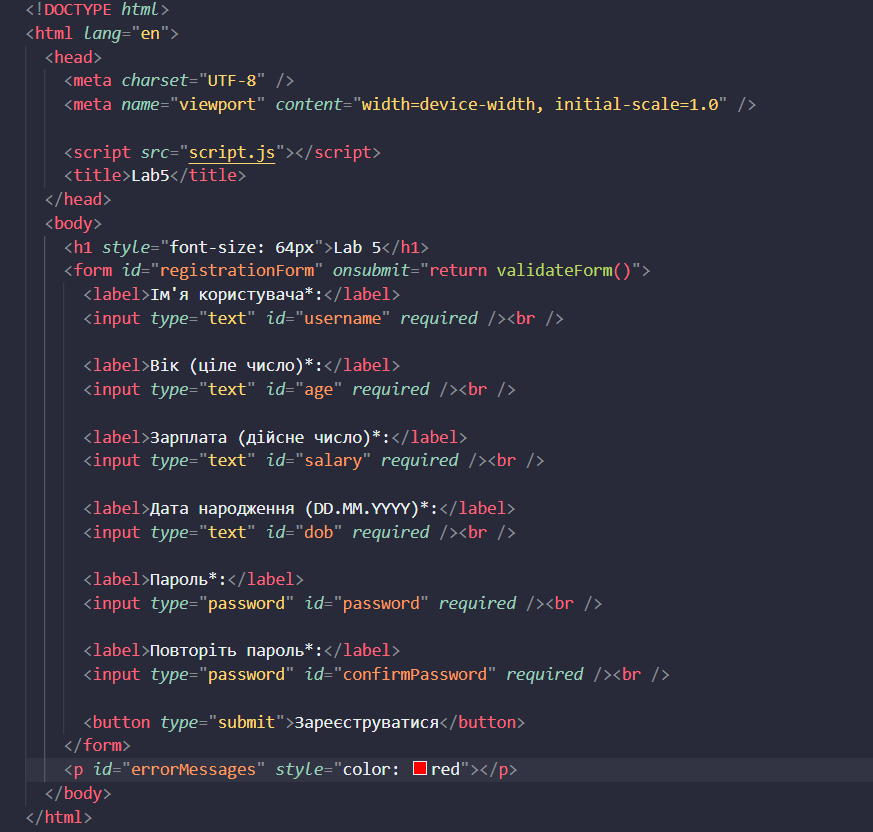 <!DOCTYPE html>
<html lang="en">
<head>
<meta charset="UTF-8" />
<meta name="viewport" content="width=device-width, initial-scale=1.0" />
<script src="script.js"></script>
<title>Lab5</title>
</head>
<body>
<h1 style="font-size: 64px">Lab 5</h1>
<form id="registrationForm" onsubmit="return validateForm()">
<label>Ім'я користувача*:</label>
<input type="text" id="username" required /><br />
<label>Вік (ціле число)*:</label>
<input type="text" id="age" required /><br />
<label>Зарплата (дійсне число)*:</label>
<input type="text" id="salary" required /><br />
<label>Дата народження (DD.MM.YYYY)*:</label>
<input type="text" id="dob" required /><br />
<label>Пароль*:</label>
<input type="password" id="password" required /><br />
<label>Повторіть пароль*:</label>
<input type="password" id="confirmPassword" required /><br />
<button type="submit">Зареєструватися</button>
</form>
<p id="errorMessages" style="color: red"></p>
</body>
</html>